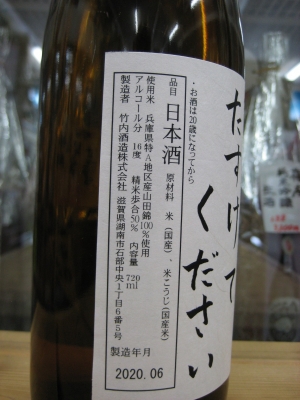 たすけて
ください
・お酒は20歳になってから
品目 日本酒 原材料 米(国産)、米こうじ(国産米)
使用米 兵庫県特A地区産山田錦100%使用
アルコール分 16度 精米歩合50% 内容量 720ml
製造者 竹内酒造株式会社 滋賀県湖南市石部中央1丁目6番5号
製造年月
2020.06